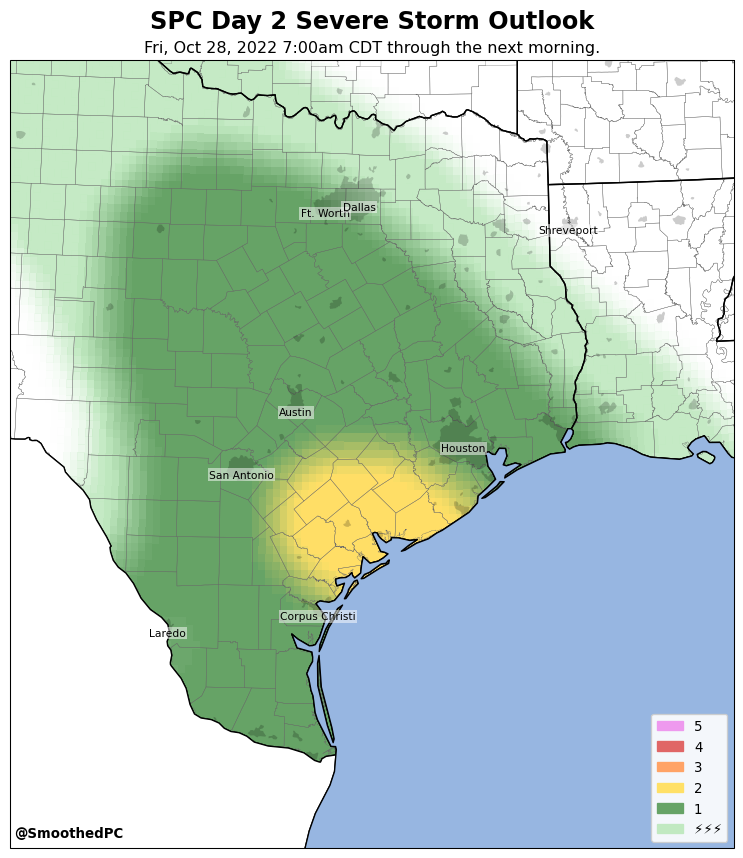 SPC Day 2 Severe Storm Outlook
Fri, Oct 28, 2022 7:00am CDT through the next morning.
Dallas
Ft. Worth
Shreveport
Austin
Houston
San Antonio
Corpus Christi
Laredo
5
4
3
2
1
⚡⚡⚡
@SmoothedPC